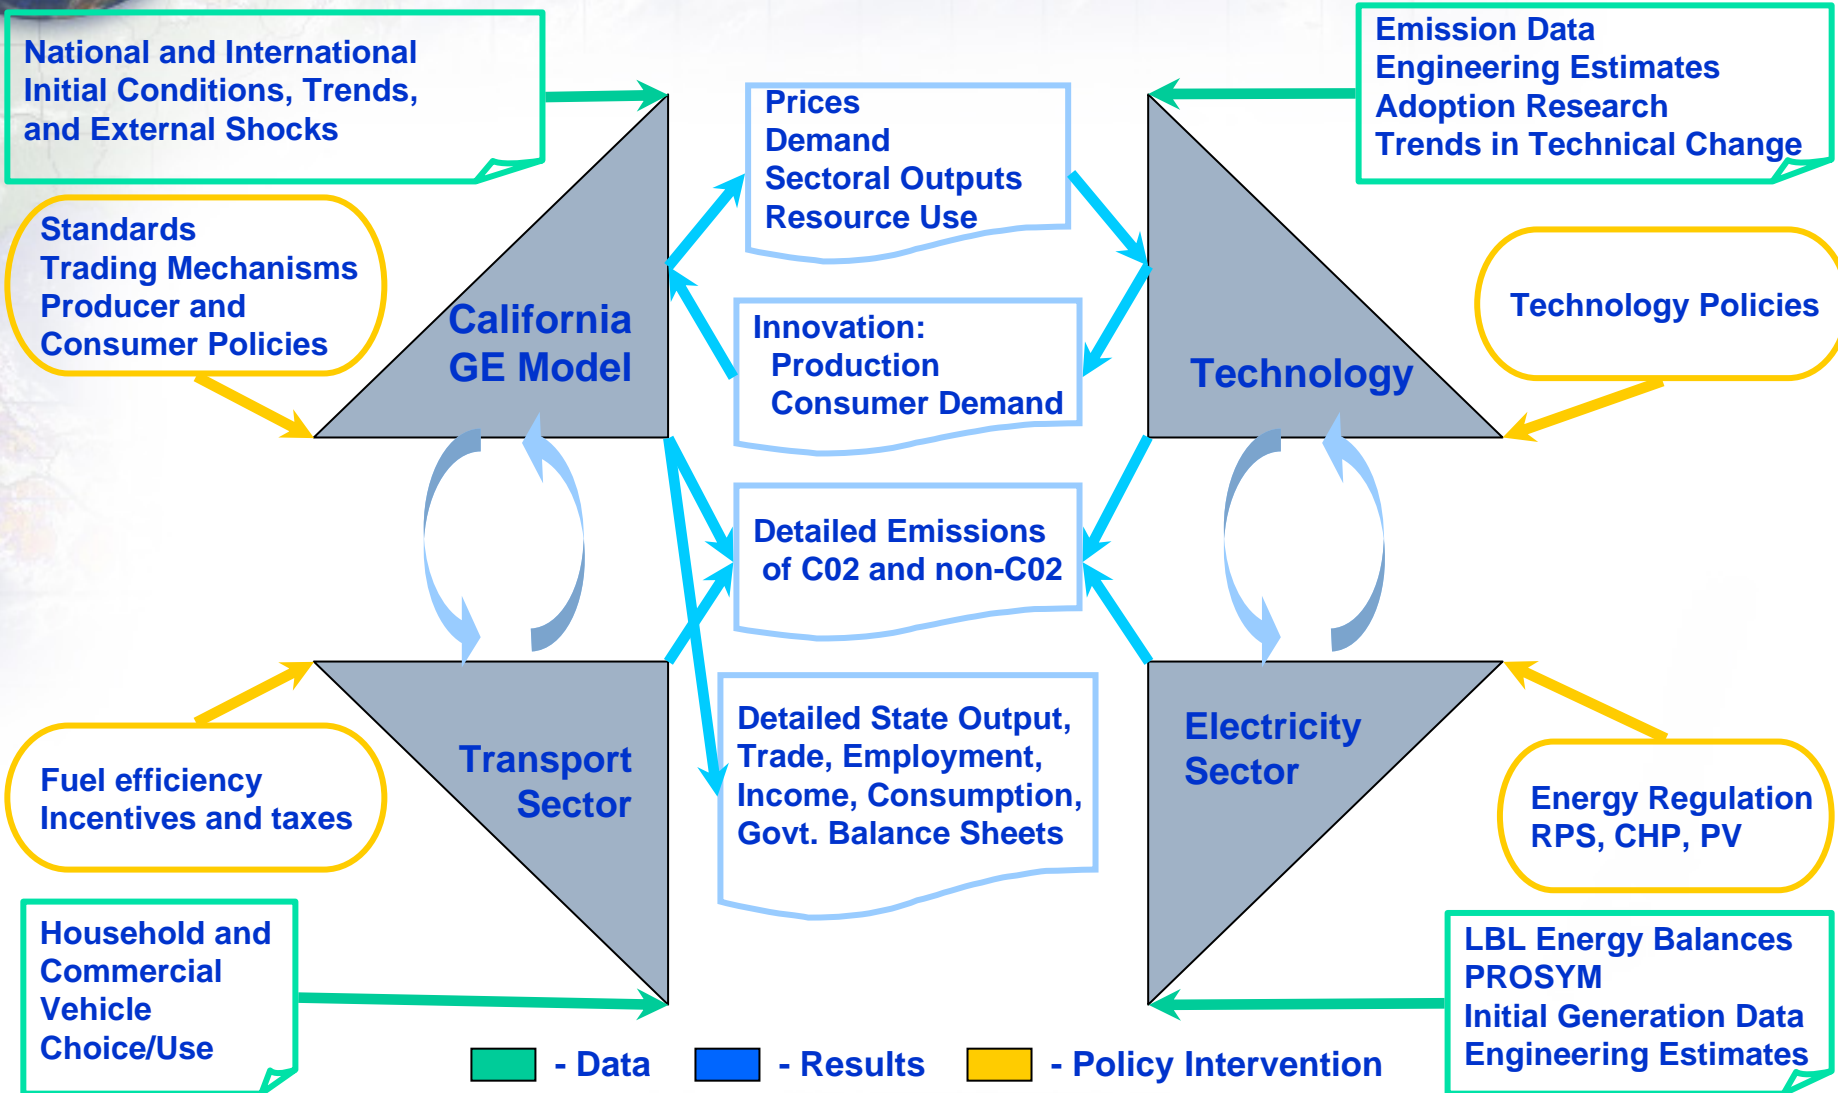 National and International
Initial Conditions, Trends,
and External Shocks
Emission Data
Engineering Estimates
Adoption Research
Trends in Technical Change
Prices
Demand
Sectoral Outputs
Resource Use
Standards
Trading Mechanisms
Producer and
Consumer Policies
California
GE Model
Innovation:
Production
Consumer Demand
Technology
Technology Policies
Detailed Emissions
of C02 and non-C02
Transport
Sector
Detailed State Output,
Trade, Employment,
Income, Consumption,
Govt. Balance Sheets
Electricity
Sector
Fuel efficiency
Incentives and taxes
Energy Regulation
RPS, CHP, PV
Household and
Commercial
Vehicle
Choice/Use
LBL Energy Balances
PROSYM
Initial Generation Data
Engineering Estimates
- Data - Results - Policy Intervention